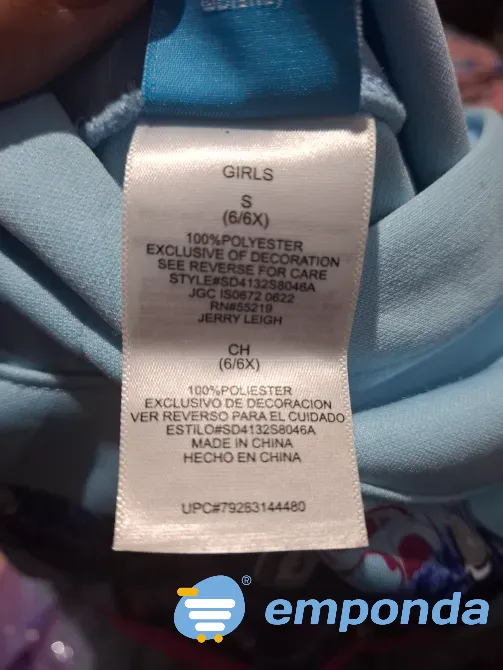 GIRLS
S
(6/6X)
100%POLYESTER
EXCLUSIVE OF DECORATION
SEE REVERSE FOR CARE
STYLE#SD4132S8046A
JGC IS0672 0622
RN#55219
JERRY LEIGH
CH
(6/6X)
100%POLIESTER
EXCLUSIVO DE DECORACION
VER REVERSO PARA EL CUIDADO
ESTILO#SD4132S8046A
MADE IN CHINA
HECHO EN CHINA
UPC#79263144480
emponda